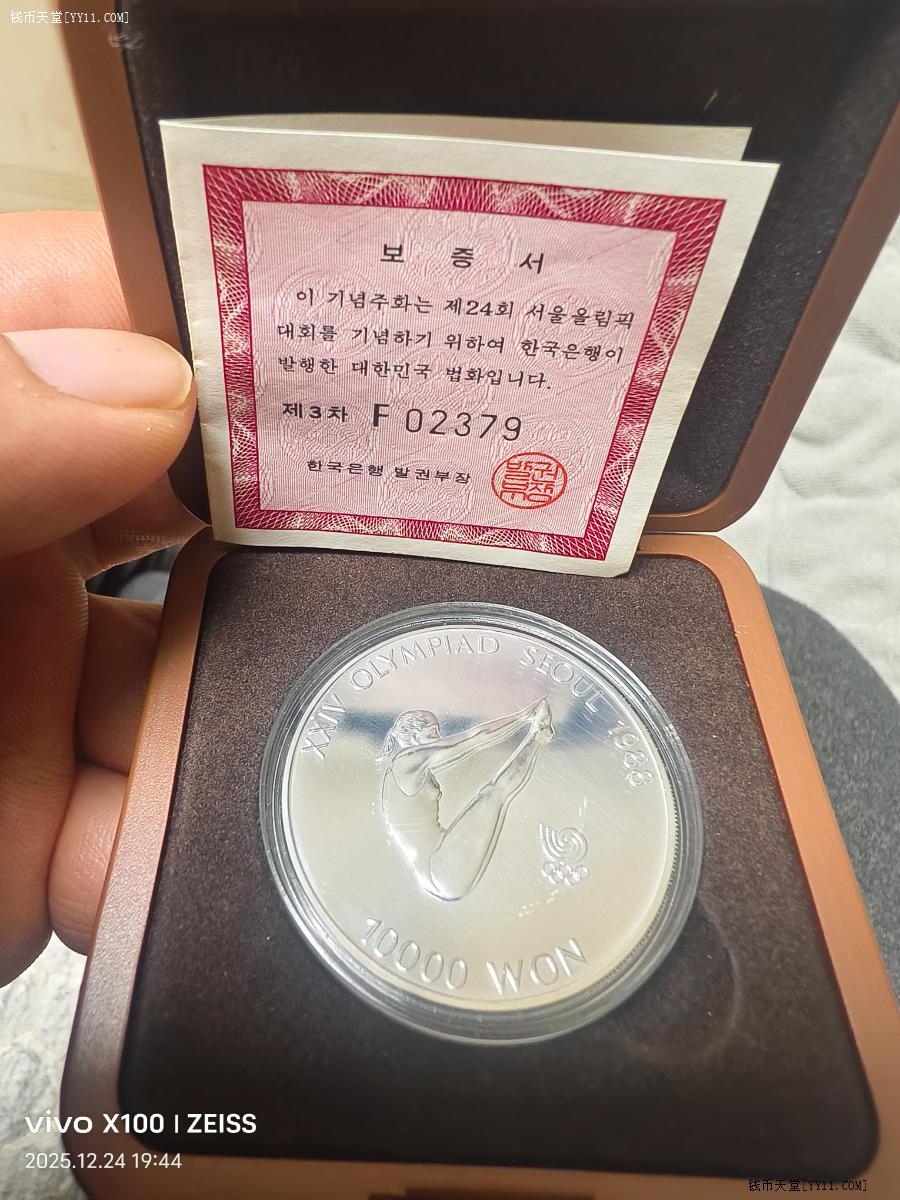 钱币天堂[YY11.COM]
보 증 서
이 기념주화는 제24회 서울올림픽
대회를 기념하기 위하여 한국은행이
발행한 대한민국 법화입니다.
제3차 F 02379
한국은행 발권부장
발권
부장
XXIV OLYMPIAD SEOUL 1988
10000 WON
vivo X100 | ZEISS
2025.12.24 19:44
钱币天堂[YY11.COM]